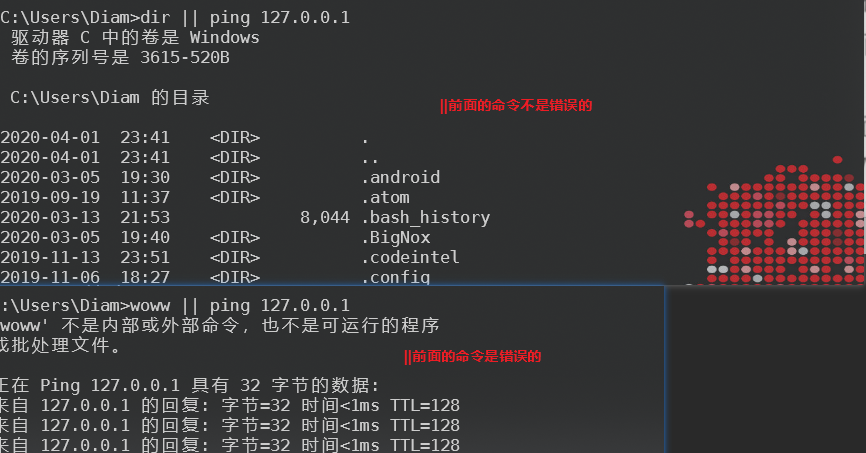 C:\Users\Diam>dir || ping 127.0.0.1
驱动器 C 中的卷是 Windows
卷的序列号是 3615-520B
C:\Users\Diam 的目录
||前面的命令不是错误的
2020-04-01 23:41 <DIR> .
2020-04-01 23:41 <DIR> ..
2020-03-05 19:30 <DIR> .android
2019-09-19 11:37 <DIR> .atom
2020-03-13 21:53 8,044 .bash_history
2020-03-05 19:40 <DIR> .BigNox
2019-11-13 23:51 <DIR> .codeintel
2019-11-06 18:27 <DIR> .config
:\Users\Diam>woww || ping 127.0.0.1
woww' 不是内部或外部命令，也不是可运行的程序
或批处理文件。
||前面的命令是错误的
正在 Ping 127.0.0.1 具有 32 字节的数据:
来自 127.0.0.1 的回复: 字节=32 时间<1ms TTL=128
来自 127.0.0.1 的回复: 字节=32 时间<1ms TTL=128
来自 127.0.0.1 的回复: 字节=32 时间<1ms TTL=128